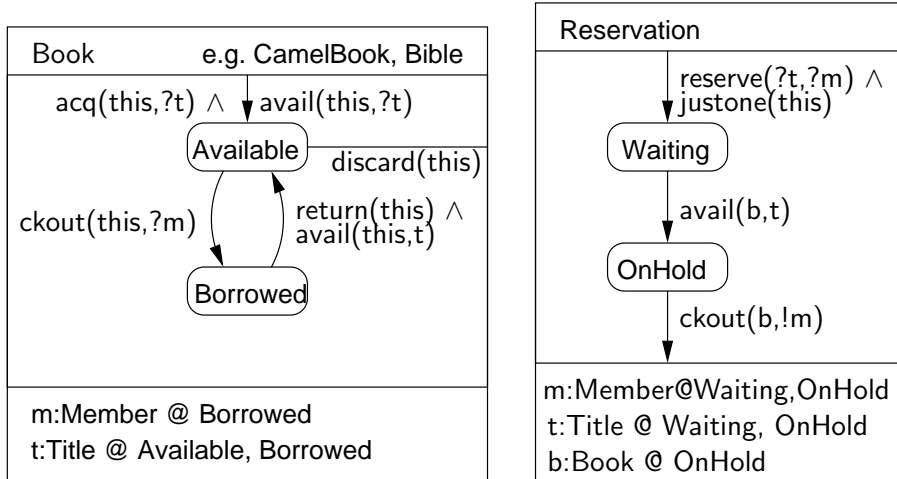 Book e.g. CamelBook, Bible
acq(this,?t) ∧ avail(this,?t)
Available
discard(this)
ckout(this,?m)
return(this) ∧
avail(this,t)
Borrowed
m:Member @ Borrowed
t:Title @ Available, Borrowed
Reservation
reserve(?t,?m) ∧
justone(this)
Waiting
avail(b,t)
OnHold
ckout(b,!m)
m:Member@Waiting,OnHold
t:Title @ Waiting, OnHold
b:Book @ OnHold